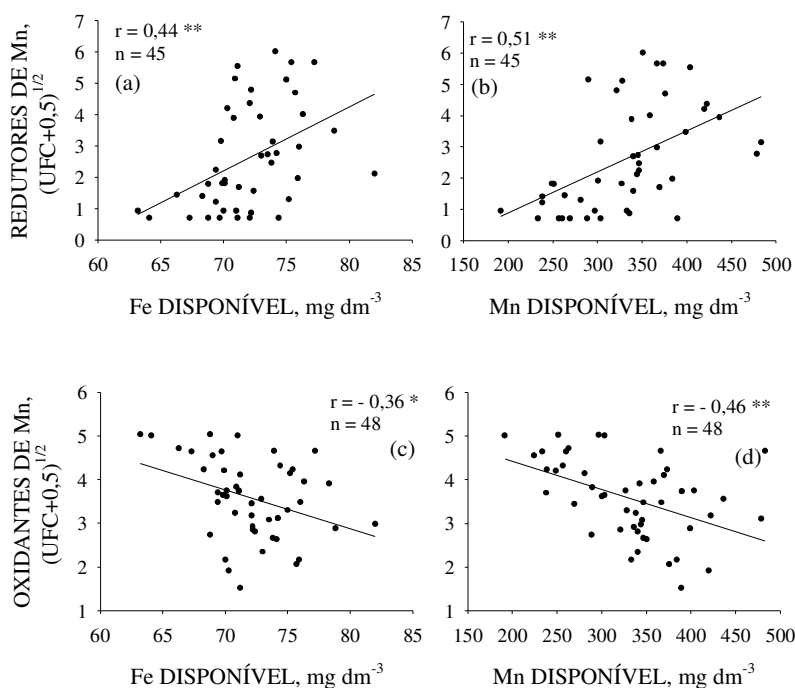 REDUTORES DE Mn,
(UFC+0,5)^1/2
7
6
5
4
3
2
1
0
r = 0,44 **
n = 45
(a)
60 65 70 75 80 85
Fe DISPONÍVEL, mg dm^-3
7
6
5
4
3
2
1
0
r = 0,51 **
n = 45
(b)
150 200 250 300 350 400 450 500
Mn DISPONÍVEL, mg dm^-3
OXIDANTES DE Mn,
(UFC+0,5)^1/2
6
5
4
3
2
1
r = - 0,36 *
n = 48
(c)
60 65 70 75 80 85
Fe DISPONÍVEL, mg dm^-3
6
5
4
3
2
1
r = - 0,46 **
n = 48
(d)
150 200 250 300 350 400 450 500
Mn DISPONÍVEL, mg dm^-3